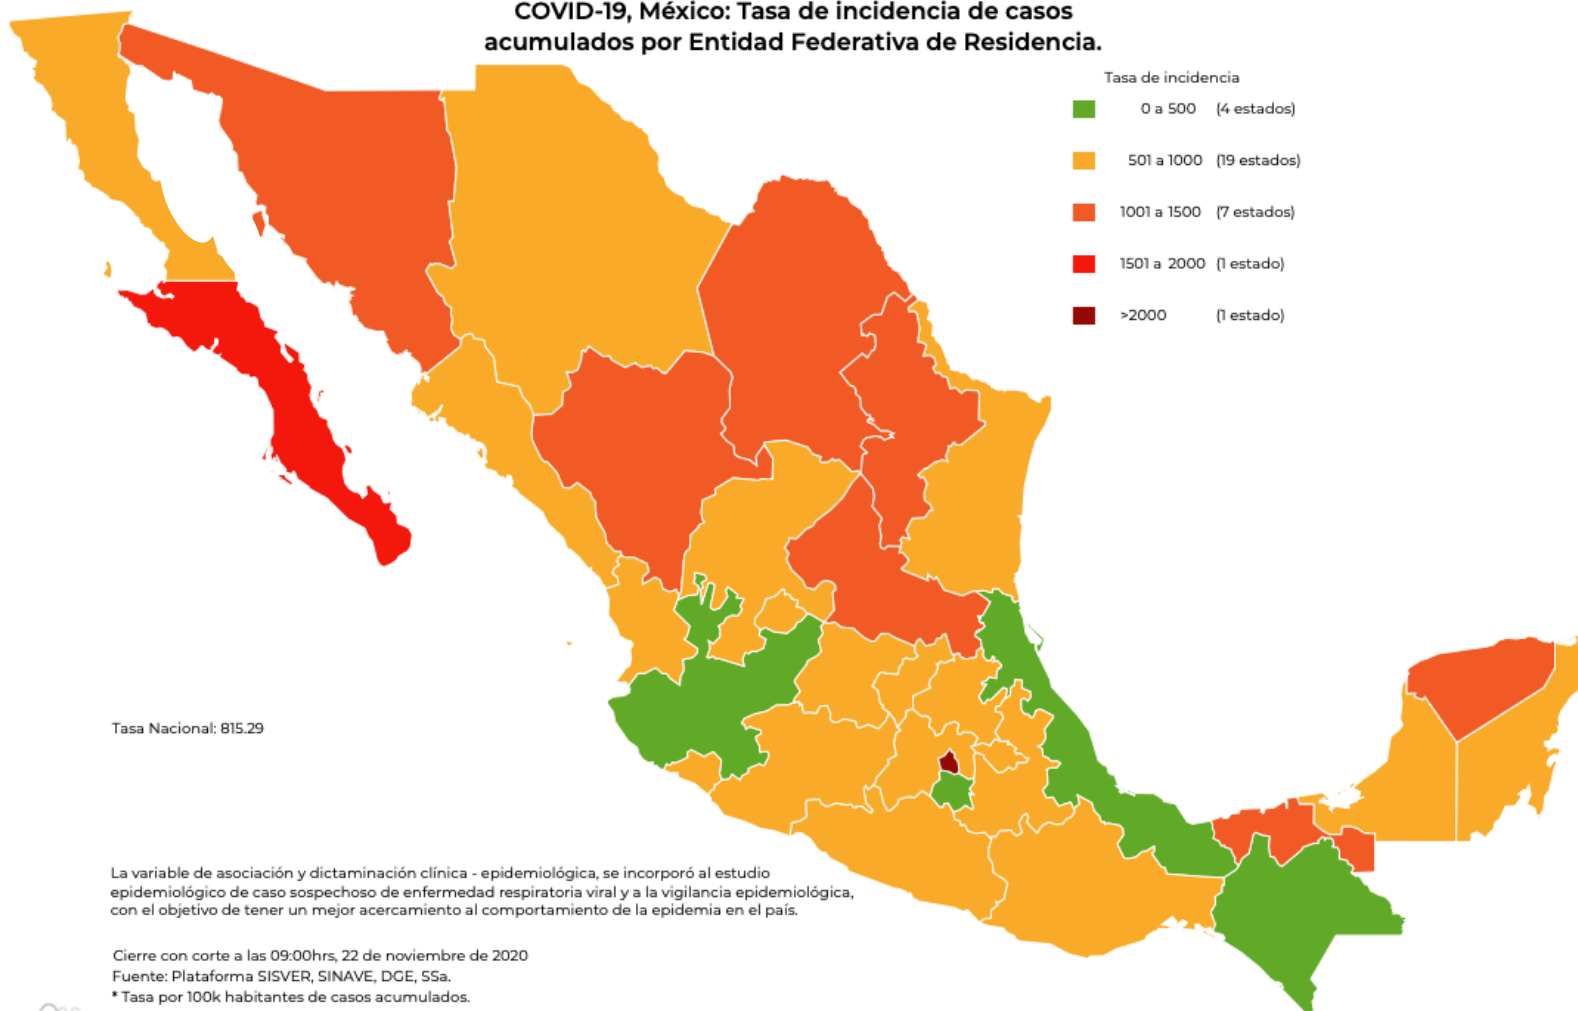 COVID-19, México: Tasa de incidencia de casos
acumulados por Entidad Federativa de Residencia.
Tasa de incidencia
0 a 500 (4 estados)
501 a 1000 (19 estados)
1001 a 1500 (7 estados)
1501 a 2000 (1 estado)
>2000 (1 estado)
Tasa Nacional: 815.29
La variable de asociación y dictaminación clínica - epidemiológica, se incorporó al estudio
epidemiológico de caso sospechoso de enfermedad respiratoria viral y a la vigilancia epidemiológica,
con el objetivo de tener un mejor acercamiento al comportamiento de la epidemia en el país.
Cierre con corte a las 09:00hrs, 22 de noviembre de 2020
Fuente: Plataforma SISVER, SINAVE, DGE, SSa.
* Tasa por 100k habitantes de casos acumulados.